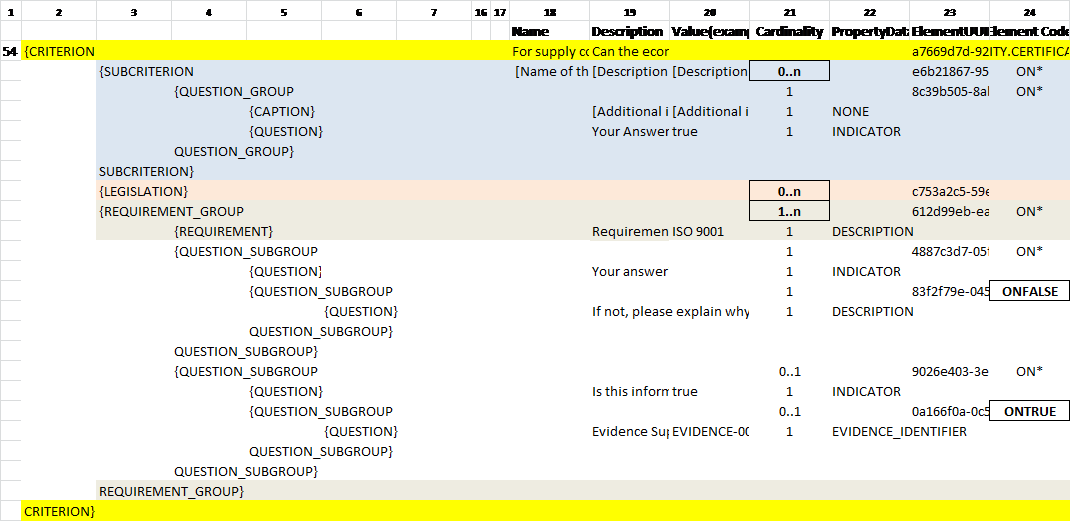 1 2 3 4 5 6 7 16 17 18 19 20 21 22 23 24
Name Description Value(exam Cardinality PropertyDat ElementUUI Element Code
54 {CRITERION For supply co Can the ecor a7669d7d-92 ITY.CERTIFICA
{SUBCRITERION [Name of th [Description [Description 0..n e6b21867-95 ON*
{QUESTION_GROUP 1 8c39b505-8al ON*
{CAPTION} [Additional i [Additional i 1 NONE
{QUESTION} Your Answer true 1 INDICATOR
QUESTION_GROUP}
SUBCRITERION}
{LEGISLATION} 0..n c753a2c5-59e
{REQUIREMENT_GROUP 1..n 612d99eb-ea ON*
{REQUIREMENT} Requiremen ISO 9001 1 DESCRIPTION
{QUESTION_SUBGROUP 1 4887c3d7-05f ON*
{QUESTION} Your answer 1 INDICATOR
{QUESTION_SUBGROUP 1 83f2f79e-045 ONFALSE
{QUESTION} If not, please explain why 1 DESCRIPTION
QUESTION_SUBGROUP}
QUESTION_SUBGROUP}
{QUESTION_SUBGROUP 0..1 9026e403-3e ON*
{QUESTION} Is this inform true 1 INDICATOR
{QUESTION_SUBGROUP 0..1 0a166f0a-0c5 ONTRUE
{QUESTION} Evidence Sup EVIDENCE-00 1 EVIDENCE_IDENTIFIER
QUESTION_SUBGROUP}
QUESTION_SUBGROUP}
REQUIREMENT_GROUP}
CRITERION}